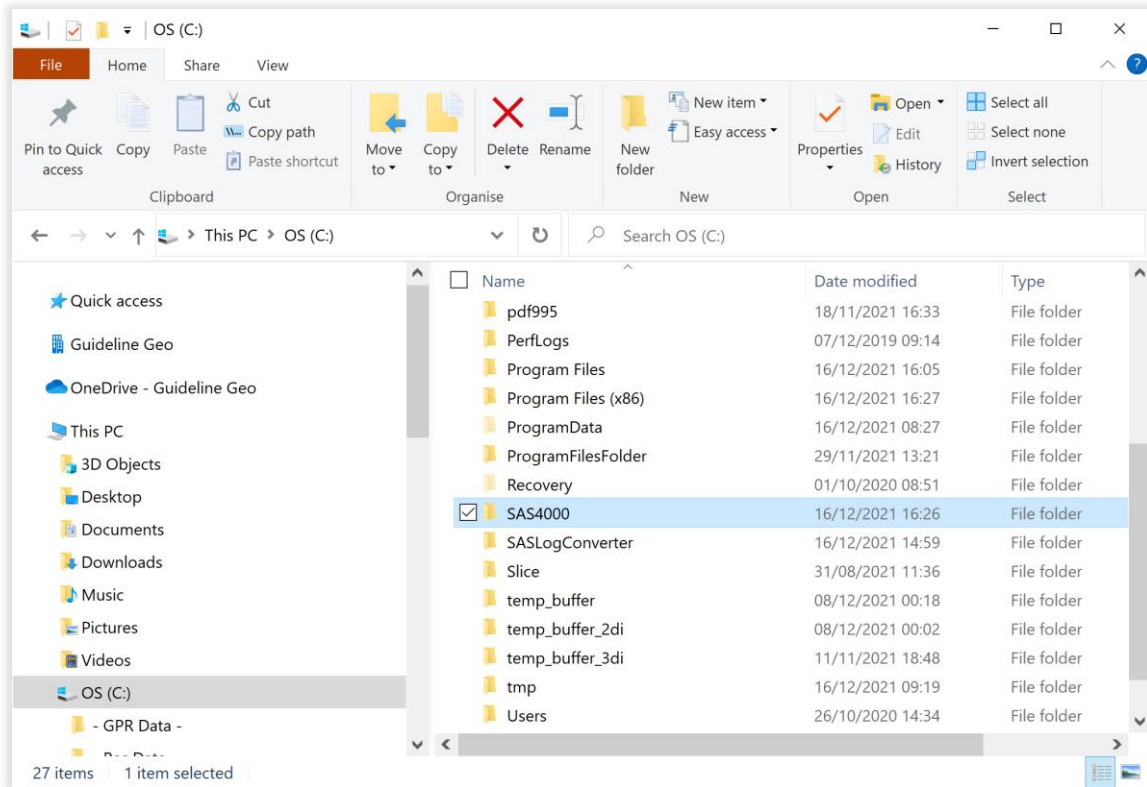 OS (C:)
File Home Share View
Pin to Quick access
Copy
Paste
Cut
Copy path
Paste shortcut
Clipboard
Move to
Copy to
Delete
Rename
Organise
New folder
New item
Easy access
New
Properties
Open
Edit
History
Open
Select all
Select none
Invert selection
Select
This PC > OS (C:)
Search OS (C:)
Quick access
Guideline Geo
OneDrive - Guideline Geo
This PC
3D Objects
Desktop
Documents
Downloads
Music
Pictures
Videos
OS (C:)
- GPR Data -
Name Date modified Type
pdf995 18/11/2021 16:33 File folder
PerfLogs 07/12/2019 09:14 File folder
Program Files 16/12/2021 16:05 File folder
Program Files (x86) 16/12/2021 16:27 File folder
ProgramData 16/12/2021 08:27 File folder
ProgramFilesFolder 29/11/2021 13:21 File folder
Recovery 01/10/2020 08:51 File folder
SAS4000 16/12/2021 16:26 File folder
SASLogConverter 16/12/2021 14:59 File folder
Slice 31/08/2021 11:36 File folder
temp_buffer 08/12/2021 00:18 File folder
temp_buffer_2di 08/12/2021 00:02 File folder
temp_buffer_3di 11/11/2021 18:48 File folder
tmp 16/12/2021 09:19 File folder
Users 26/10/2020 14:34 File folder
27 items 1 item selected